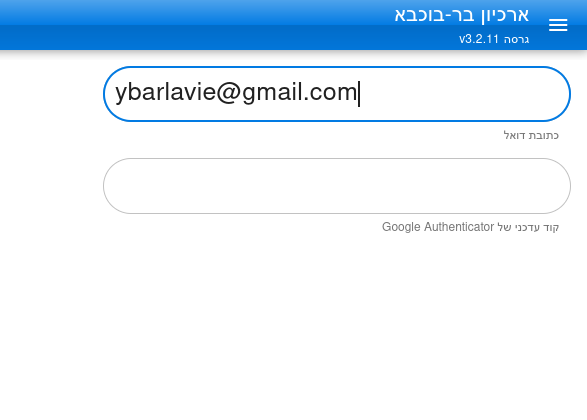 ארכיון בר-בוכבא
גרסה v3.2.11
ybarlavie@gmail.com
כתובת דואל
קוד עדכני של Google Authenticator